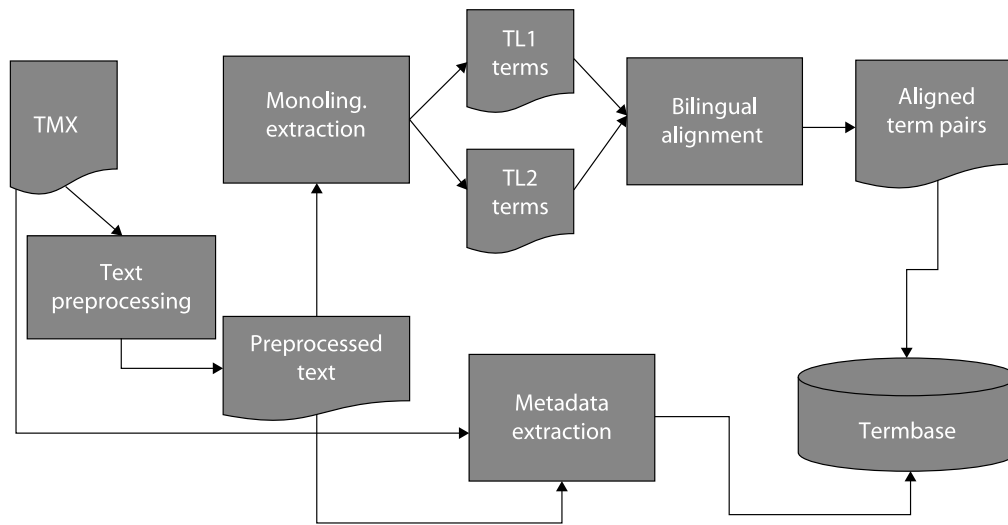 TMX
Text
preprocessing
Preprocessed
text
Monoling.
extraction
TL1
terms
TL2
terms
Bilingual
alignment
Aligned
term pairs
Metadata
extraction
Termbase